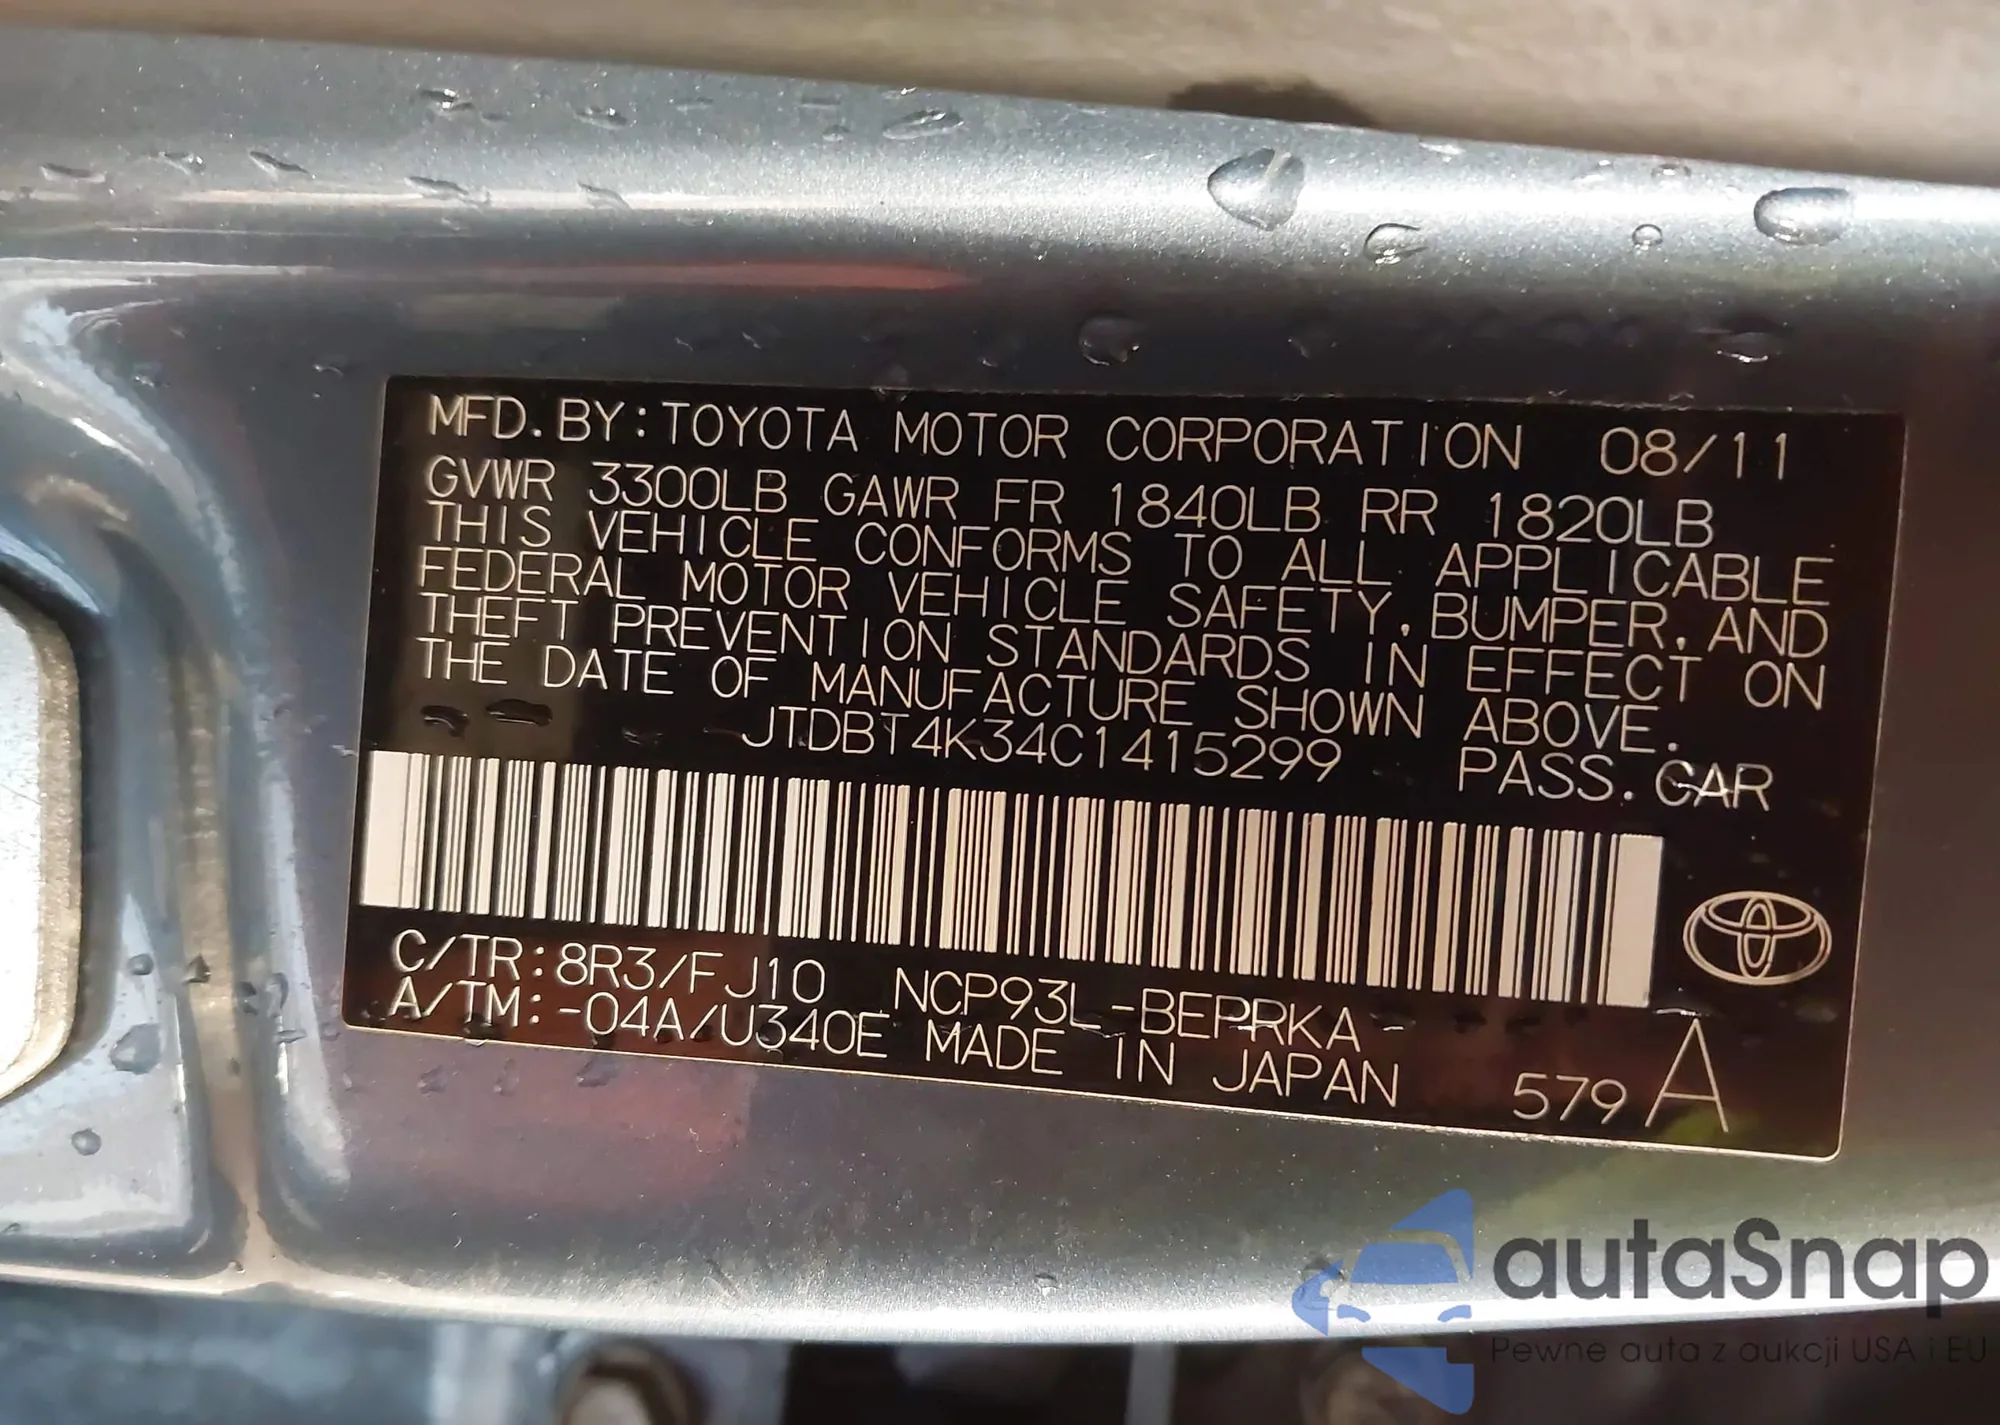 MFD. BY: TOYOTA MOTOR CORPORATION 08/11
GVWR 3300LB GAWR FR 1840LB RR 1820LB
THIS VEHICLE CONFORMS TO ALL APPLICABLE
FEDERAL MOTOR VEHICLE SAFETY, BUMPER, AND
THEFT PREVENTION STANDARDS IN EFFECT ON
THE DATE OF MANUFACTURE SHOWN ABOVE.
JTDBT4K34C1415299 PASS. CAR
C/TR: 8R3/FJ10 NCP93L-BEPRKA
A/TM: -04A/U340E MADE IN JAPAN 579 A
autaSnap
Pewne auta z aukcji USA i EU